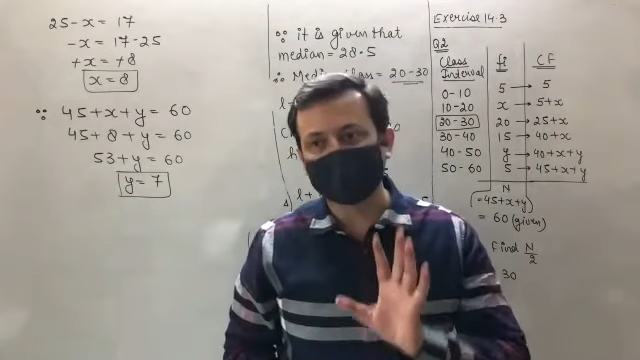 25 - x = 17
- x = 17 - 25
+ x = + 8
x = 8
∵ 45 + x + y = 60
45 + 8 + y = 60
53 + y = 60
y = 7
∵ it is given that
median = 28.5
∴ class = 20-30
Exercise 14.3
Q2
Class Interval fi CF
0-10 5 → 5
10-20 x → 5+x
20-30 20 → 25+x
30-40 15 → 40+x
40-50 y → 40+x+y
50-60 5 → 45+x+y
N
(= 45+x+y)
= 60 (given)
Find N/2
30